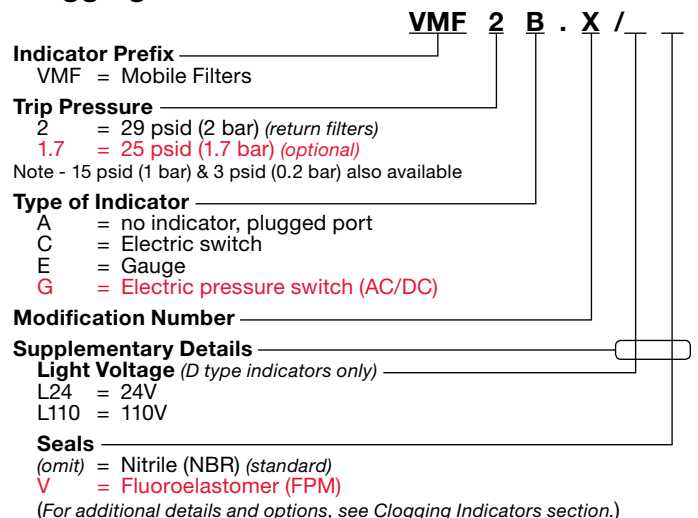 VMF 2 B . X /_ _
Indicator Prefix
VMF = Mobile Filters
Trip Pressure
2 = 29 psid (2 bar) (return filters)
1.7 = 25 psid (1.7 bar) (optional)
Note - 15 psid (1 bar) & 3 psid (0.2 bar) also available
Type of Indicator
A = no indicator, plugged port
C = Electric switch
E = Gauge
G = Electric pressure switch (AC/DC)
Modification Number
Supplementary Details
Light Voltage (D type indicators only)
L24 = 24V
L110 = 110V
Seals
(omit) = Nitrile (NBR) (standard)
V = Fluoroelastomer (FPM)
(For additional details and options, see Clogging Indicators section.)